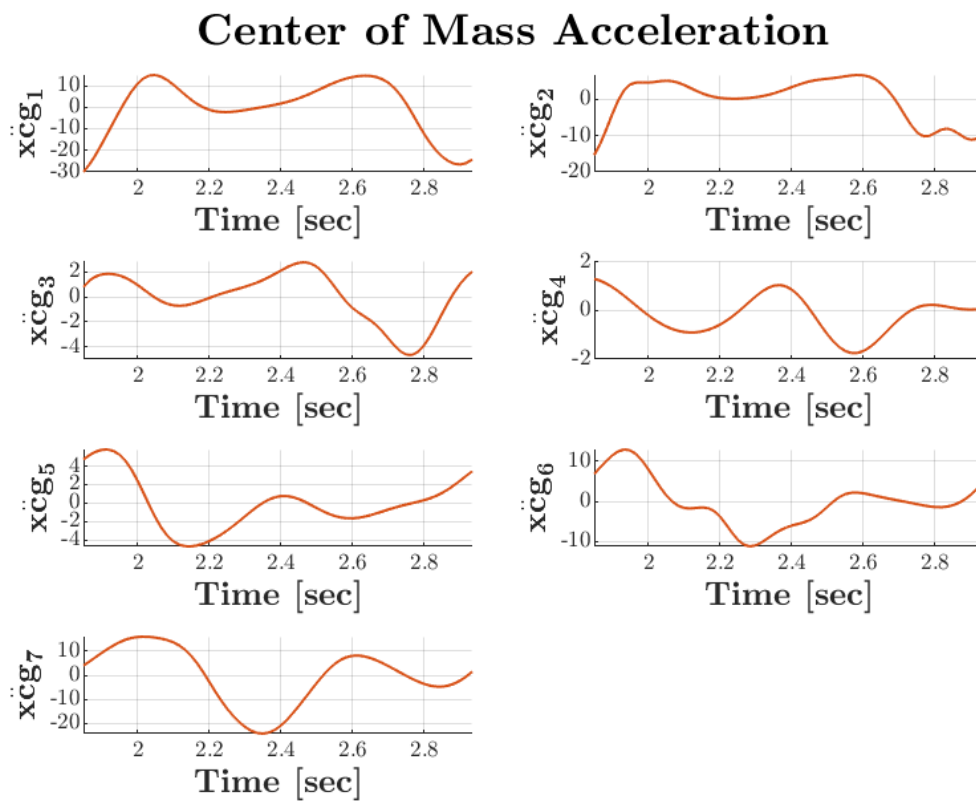 Center of Mass Acceleration
ẍcg₁
10
0
-10
-20
-30
2 2.2 2.4 2.6 2.8
Time [sec]
ẍcg₂
0
-10
-20
2 2.2 2.4 2.6 2.8
Time [sec]
ẍcg₃
2
0
-2
-4
2 2.2 2.4 2.6 2.8
Time [sec]
ẍcg₄
2
0
-2
2 2.2 2.4 2.6 2.8
Time [sec]
ẍcg₅
4
2
0
-2
-4
2 2.2 2.4 2.6 2.8
Time [sec]
ẍcg₆
10
0
-10
2 2.2 2.4 2.6 2.8
Time [sec]
ẍcg₇
10
0
-10
-20
2 2.2 2.4 2.6 2.8
Time [sec]